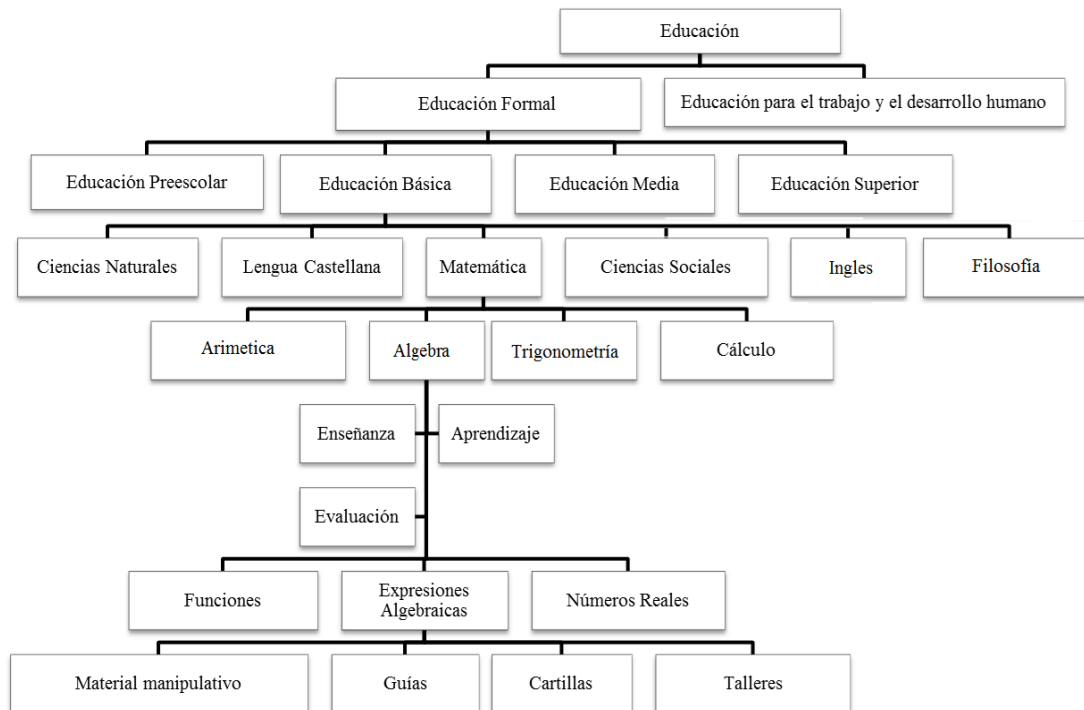 Educación
Educación Formal
Educación para el trabajo y el desarrollo humano
Educación Preescolar
Educación Básica
Educación Media
Educación Superior
Ciencias Naturales
Lengua Castellana
Matemática
Ciencias Sociales
Ingles
Filosofía
Arimetica
Algebra
Trigonometría
Cálculo
Enseñanza
Aprendizaje
Evaluación
Funciones
Expresiones
Algebraicas
Números Reales
Material manipulativo
Guías
Cartillas
Talleres